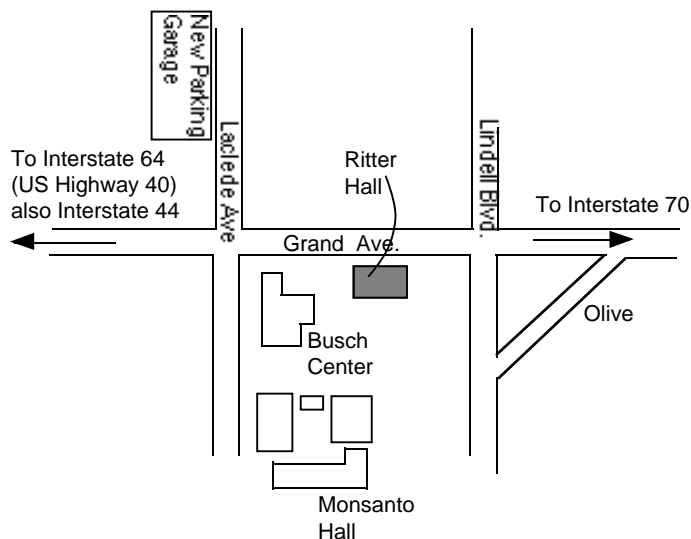 New Parking
Garage
Laclede Ave
Lindell Blvd.
To Interstate 64
(US Highway 40)
also Interstate 44
Ritter
Hall
To Interstate 70
Grand Ave.
Olive
Busch
Center
Monsanto
Hall